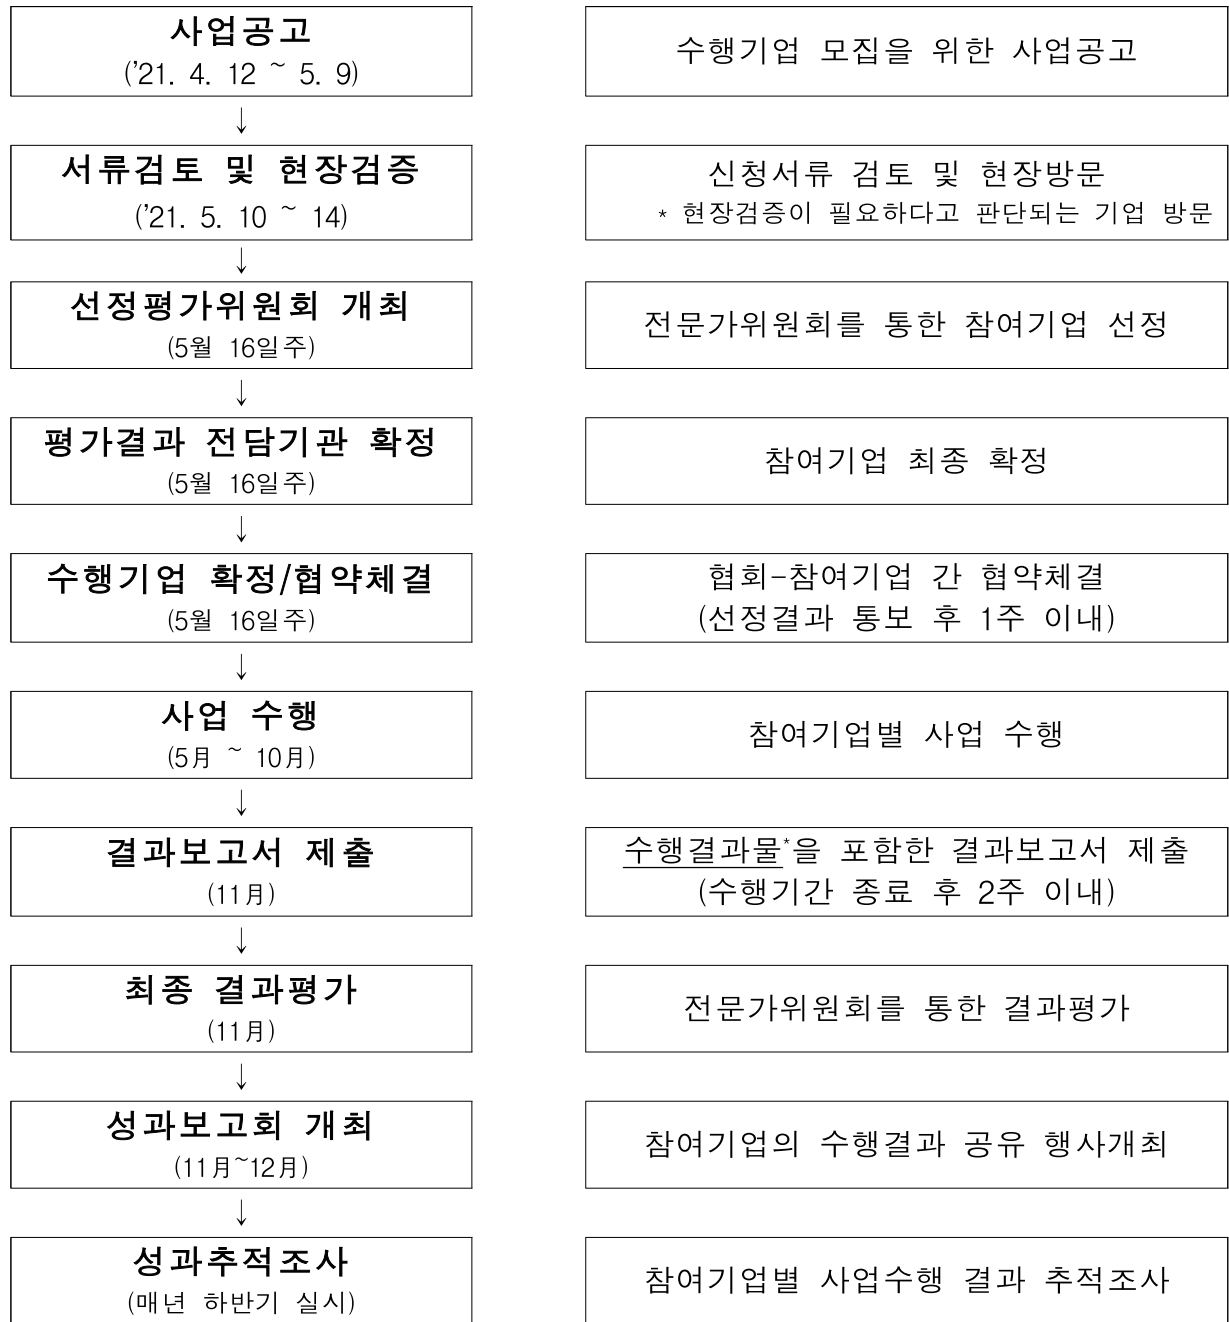 사업공고
('21. 4. 12 ~ 5. 9)
수행기업 모집을 위한 사업공고
↓
서류검토 및 현장검증
('21. 5. 10 ~ 14)
신청서류 검토 및 현장방문
* 현장검증이 필요하다고 판단되는 기업 방문
↓
선정평가위원회 개최
(5월 16일주)
전문가위원회를 통한 참여기업 선정
↓
평가결과 전담기관 확정
(5월 16일주)
참여기업 최종 확정
↓
수행기업 확정/협약체결
(5월 16일주)
협회-참여기업 간 협약체결
(선정결과 통보 후 1주 이내)
↓
사업 수행
(5月 ~ 10月)
참여기업별 사업 수행
↓
결과보고서 제출
(11月)
수행결과물*을 포함한 결과보고서 제출
(수행기간 종료 후 2주 이내)
↓
최종 결과평가
(11月)
전문가위원회를 통한 결과평가
↓
성과보고회 개최
(11月~12月)
참여기업의 수행결과 공유 행사개최
↓
성과추적조사
(매년 하반기 실시)
참여기업별 사업수행 결과 추적조사